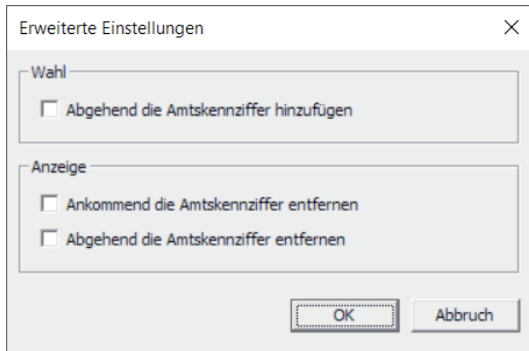 Erweiterte Einstellungen
Wahl
Abgehend die Amtskennziffer hinzufügen
Anzeige
Ankommend die Amtskennziffer entfernen
Abgehend die Amtskennziffer entfernen
OK Abbruch